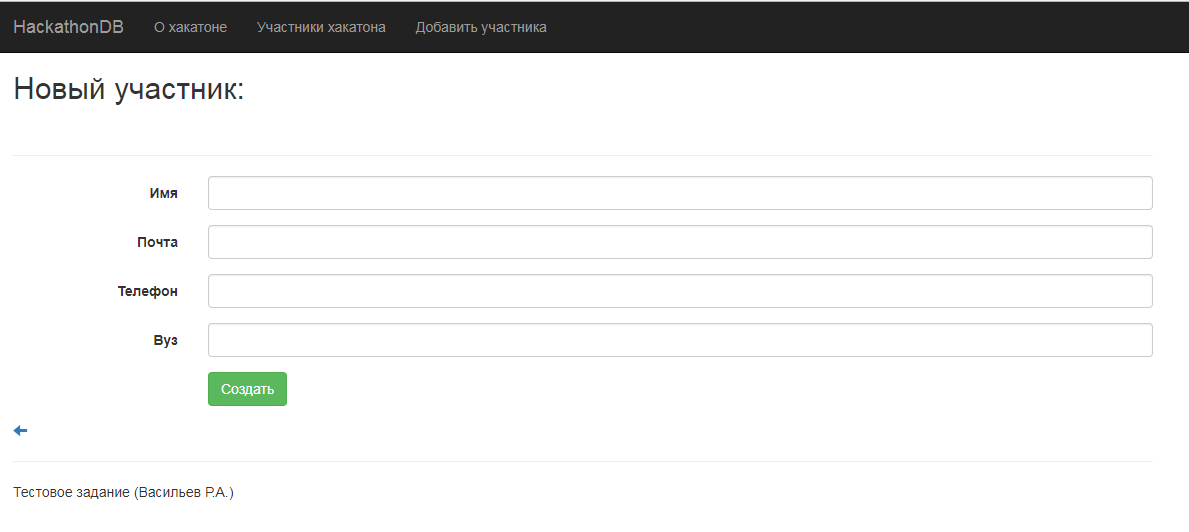 HackathonDB О хакатоне Участники хакатона Добавить участника
Новый участник:
Имя
Почта
Телефон
Вуз
Создать
Тестовое задание (Васильев Р.А.)